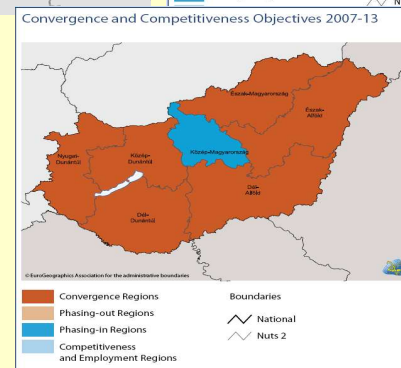 Convergence and Competitiveness Objectives 2007-13
Észak-Magyarország
Észak-
Alföld
Nyugat-
Dunántúl
Közép-
Dunántúl
Közép-Magyarország
Dél-
Alföld
Dél-
Dunántúl
© EuroGeographics Association for the administrative boundaries
Convergence Regions
Phasing-out Regions
Phasing-in Regions
Competitiveness
and Employment Regions
Boundaries
National
Nuts 2